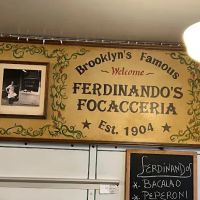 Brooklyn's Famous
Welcome
FERDINANDO'S
FOCACCERIA
Est. 1904
FERDINANDO'S
* BACALAO
* PEPERONI